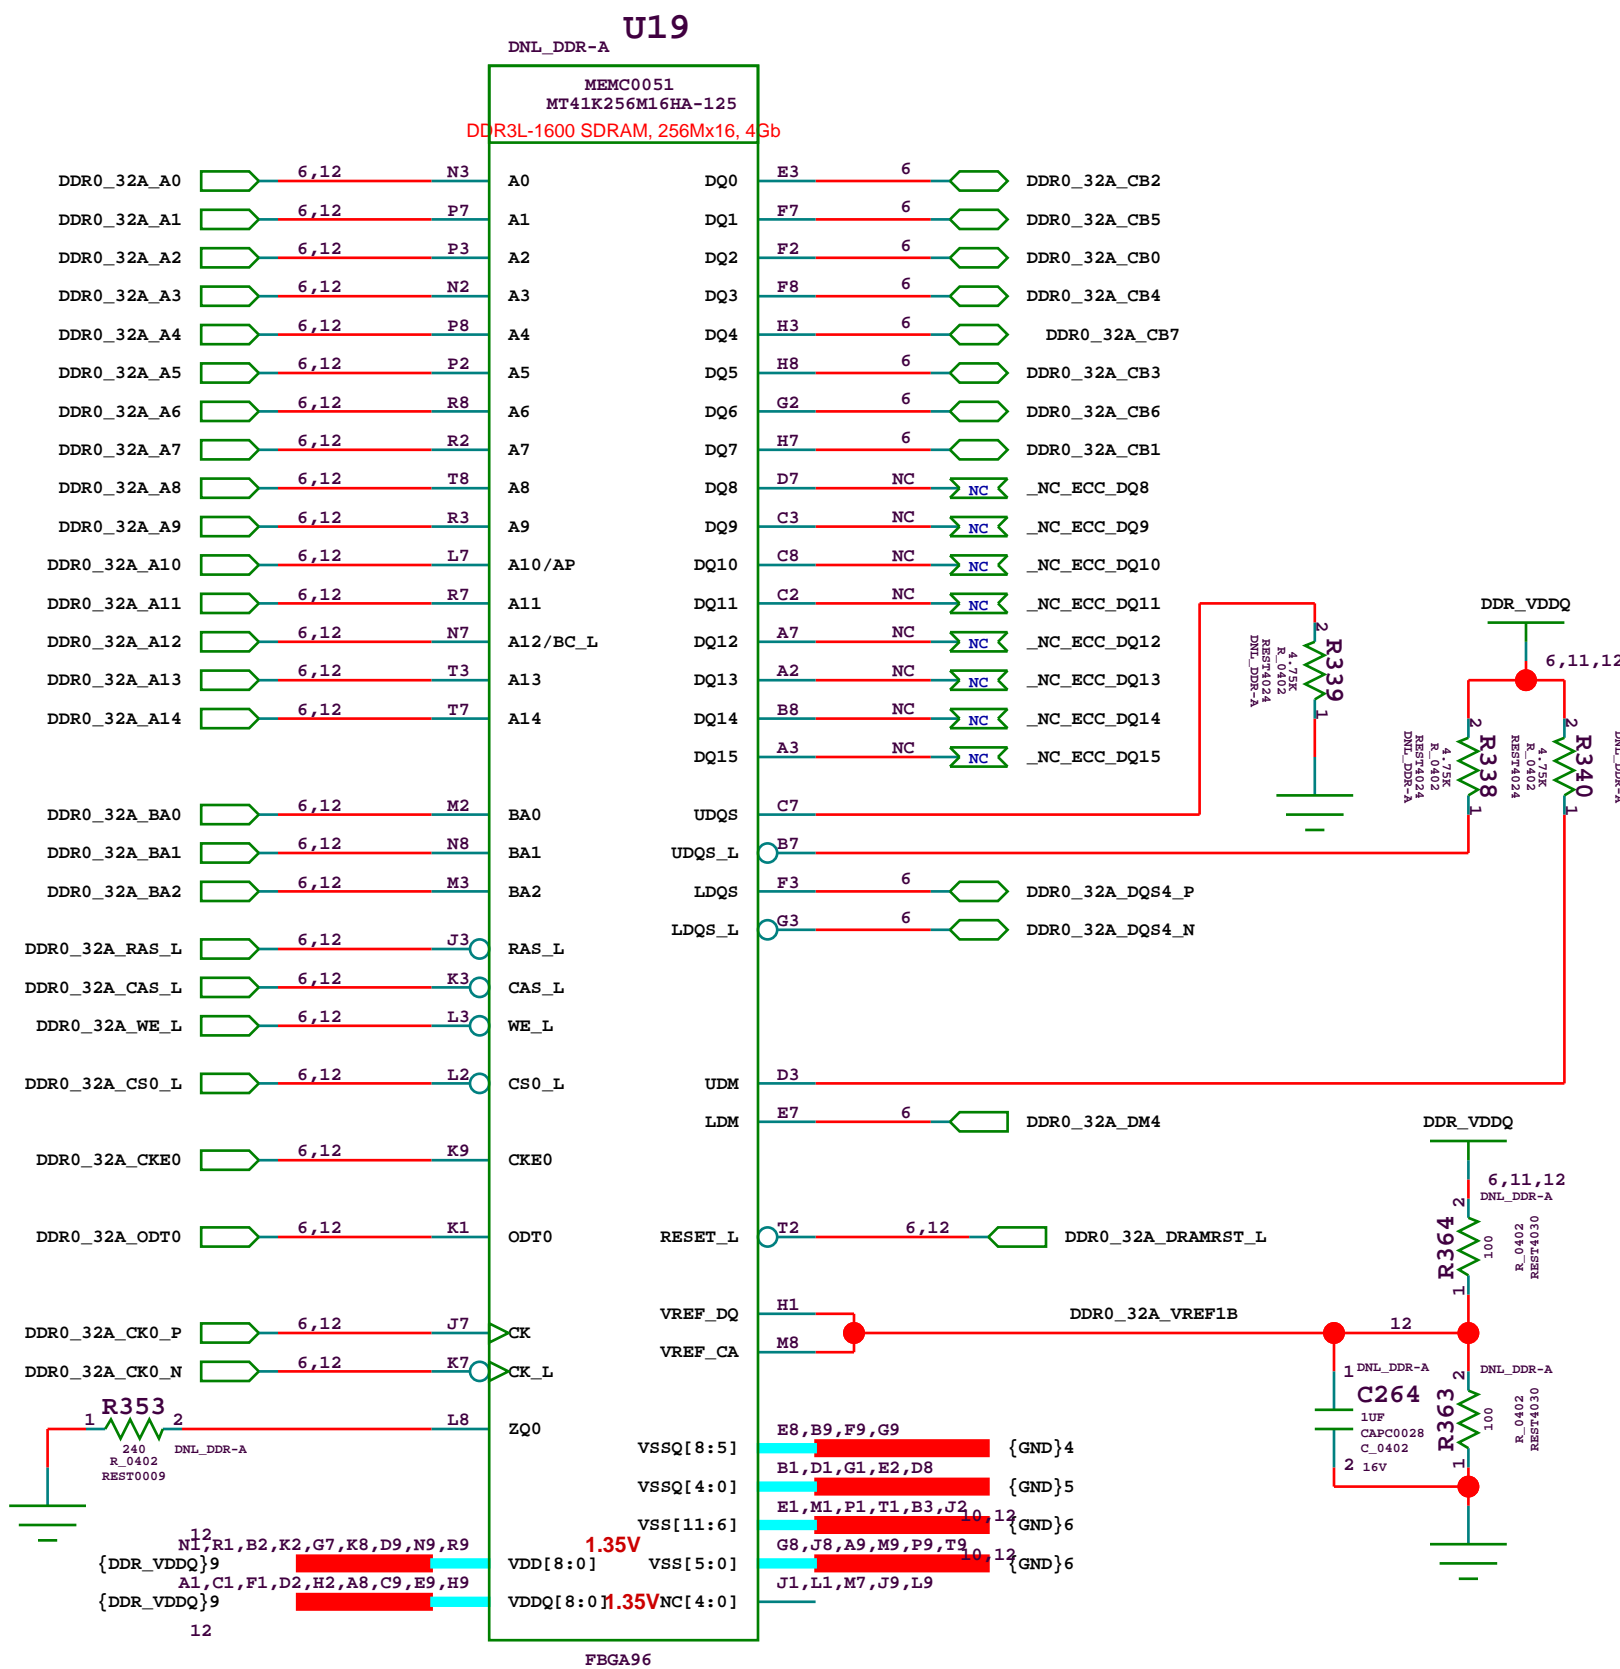 U19
DNL_DDR-A
MEMC0051
MT41K256M16HA-125
DDR3L-1600 SDRAM, 256Mx16, 4Gb
DDR0_32A_A0 6,12 N3 A0 DQ0 E3 6 DDR0_32A_CB2
DDR0_32A_A1 6,12 P7 A1 DQ1 F7 6 DDR0_32A_CB5
DDR0_32A_A2 6,12 P3 A2 DQ2 F2 6 DDR0_32A_CB0
DDR0_32A_A3 6,12 N2 A3 DQ3 F8 6 DDR0_32A_CB4
DDR0_32A_A4 6,12 P8 A4 DQ4 H3 6 DDR0_32A_CB7
DDR0_32A_A5 6,12 P2 A5 DQ5 H8 6 DDR0_32A_CB3
DDR0_32A_A6 6,12 R8 A6 DQ6 G2 6 DDR0_32A_CB6
DDR0_32A_A7 6,12 R2 A7 DQ7 H7 6 DDR0_32A_CB1
DDR0_32A_A8 6,12 T8 A8 DQ8 D7 NC NC _NC_ECC_DQ8
DDR0_32A_A9 6,12 R3 A9 DQ9 C3 NC NC _NC_ECC_DQ9
DDR0_32A_A10 6,12 L7 A10/AP DQ10 C8 NC NC _NC_ECC_DQ10
DDR0_32A_A11 6,12 R7 A11 DQ11 C2 NC NC _NC_ECC_DQ11
DDR0_32A_A12 6,12 N7 A12/BC_L DQ12 A7 NC NC _NC_ECC_DQ12
DDR0_32A_A13 6,12 T3 A13 DQ13 A2 NC NC _NC_ECC_DQ13
DDR0_32A_A14 6,12 T7 A14 DQ14 B8 NC NC _NC_ECC_DQ14
DQ15 A3 NC NC _NC_ECC_DQ15
DDR0_32A_BA0 6,12 M2 BA0 UDQS C7
DDR0_32A_BA1 6,12 N8 BA1 UDQS_L B7
DDR0_32A_BA2 6,12 M3 BA2 LDQS F3 6 DDR0_32A_DQS4_P
LDQS_L G3 6 DDR0_32A_DQS4_N
DDR0_32A_RAS_L 6,12 J3 RAS_L
DDR0_32A_CAS_L 6,12 K3 CAS_L
DDR0_32A_WE_L 6,12 L3 WE_L
DDR0_32A_CS0_L 6,12 L2 CS0_L UDM D3
LDM E7 6 DDR0_32A_DM4
DDR0_32A_CKE0 6,12 K9 CKE0
DDR0_32A_ODT0 6,12 K1 ODT0 RESET_L T2 6,12 DDR0_32A_DRAMRST_L
VREF_DQ H1 DDR0_32A_VREF1B 12
DDR0_32A_CK0_P 6,12 J7 CK
VREF_CA M8
DDR0_32A_CK0_N 6,12 K7 CK_L
R353
1 2 L8 ZQ0
240 DNL_DDR-A
R_0402
REST0009
VSSQ[8:5] E8,B9,F9,G9 {GND}4
VSSQ[4:0] B1,D1,G1,E2,D8 {GND}5
VSS[11:6] E1,M1,P1,T1,B3,J2 10,12 {GND}6
12
{DDR_VDDQ}9 N1,R1,B2,K2,G7,K8,D9,N9,R9 VDD[8:0] 1.35V VSS[5:0] G8,J8,A9,M9,P9,T9 10,12 {GND}6
{DDR_VDDQ}9 A1,C1,F1,D2,H2,A8,C9,E9,H9 VDDQ[8:0] 1.35V NC[4:0] J1,L1,M7,J9,L9
12
FBGA96
2
R339
1
4.75K
R_0402
REST4024
DNL_DDR-A
DDR_VDDQ
6,11,12
2
R338
1
4.75K
R_0402
REST4024
DNL_DDR-A
2
R340
1
4.75K
R_0402
REST4024
DNL_DDR-A
DDR_VDDQ
6,11,12
DNL_DDR-A
2
R364
1
100
R_0402
REST4030
DNL_DDR-A
2
R363
1
100
R_0402
REST4030
1 DNL_DDR-A
C264
1UF
CAPC0028
C_0402
2 16V